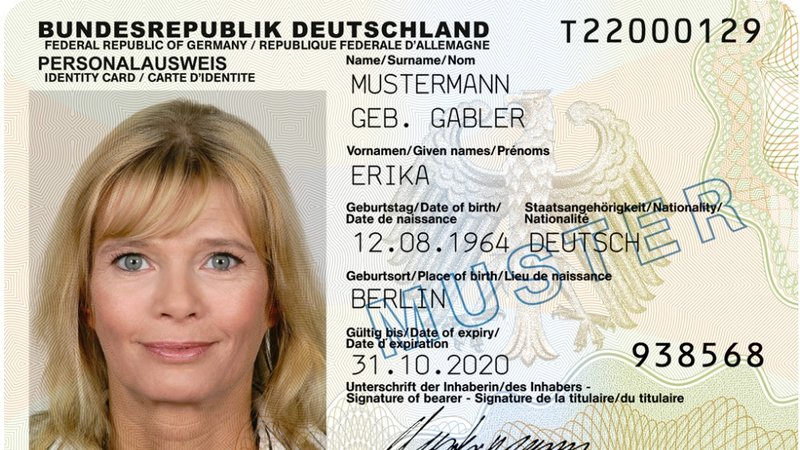 BUNDESREPUBLIK DEUTSCHLAND
FEDERAL REPUBLIC OF GERMANY / REPUBLIQUE FEDERALE D'ALLEMAGNE
PERSONALAUSWEIS
IDENTITY CARD / CARTE D'IDENTITE
T22000129
Name/Surname/Nom
MUSTERMANN
GEB. GABLER
Vornamen/Given names/Prénoms
ERIKA
Geburtstag/Date of birth/
Date de naissance
12.08.1964
Staatsangehörigkeit/Nationality/
Nationalité
DEUTSCH
Geburtsort/Place of birth/Lieu de naissance
BERLIN
MUSTER
Gültig bis/Date of expiry/
Date d'expiration
31.10.2020
938568
Unterschrift der Inhaberin/des Inhabers -
Signature of bearer - Signature de la titulaire/du titulaire